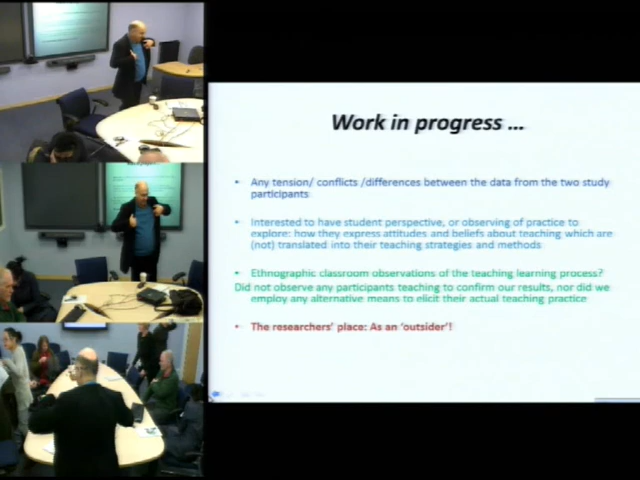 Work in progress ...
• Any tension/ conflicts /differences between the data from the two study
participants
• Interested to have student perspective, or observing of practice to
explore: how they express attitudes and beliefs about teaching which are
(not) translated into their teaching strategies and methods
• Ethnographic classroom observations of the teaching learning process?
Did not observe any participants teaching to confirm our results, nor did we
employ any alternative means to elicit their actual teaching practice
• The researchers' place: As an 'outsider'!